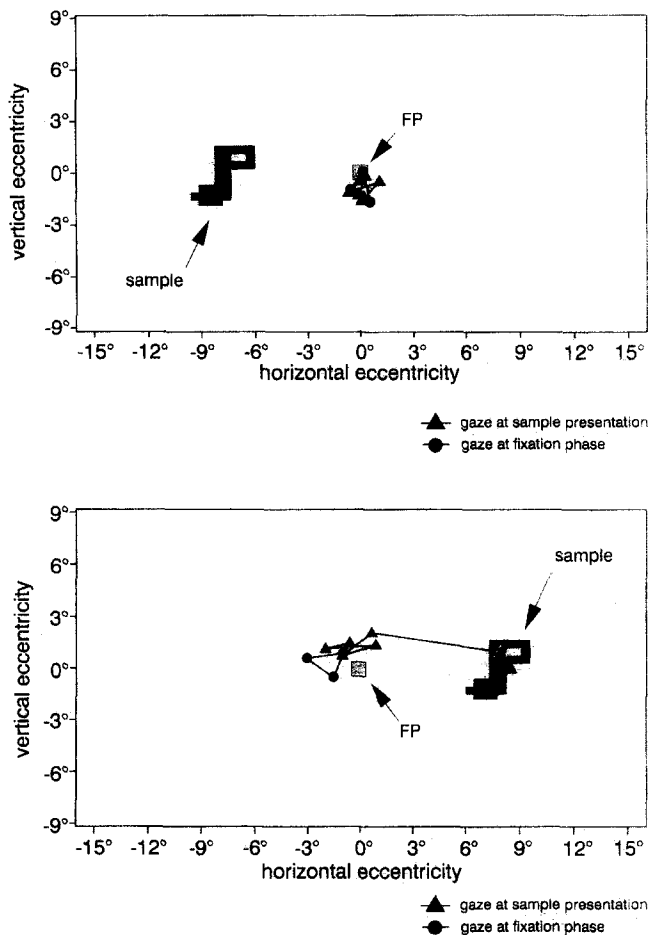 9°
6°
3°
0°
-3°
-6°
-9°
vertical eccentricity
FP
sample
-15° -12° -9° -6° -3° 0° 3° 6° 9° 12° 15°
horizontal eccentricity
gaze at sample presentation
gaze at fixation phase
9°
6°
3°
0°
-3°
-6°
-9°
vertical eccentricity
sample
FP
-15° -12° -9° -6° -3° 0° 3° 6° 9° 12° 15°
horizontal eccentricity
gaze at sample presentation
gaze at fixation phase